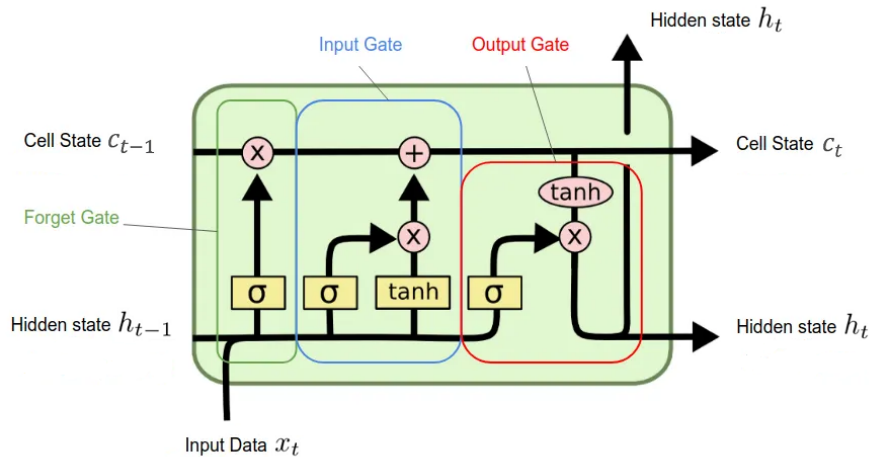 Hidden state h_t
Input Gate
Output Gate
Cell State c_{t-1}
x
+
Cell State c_t
tanh
Forget Gate
x
x
σ
σ
tanh
σ
Hidden state h_{t-1}
Hidden state h_t
Input Data x_t